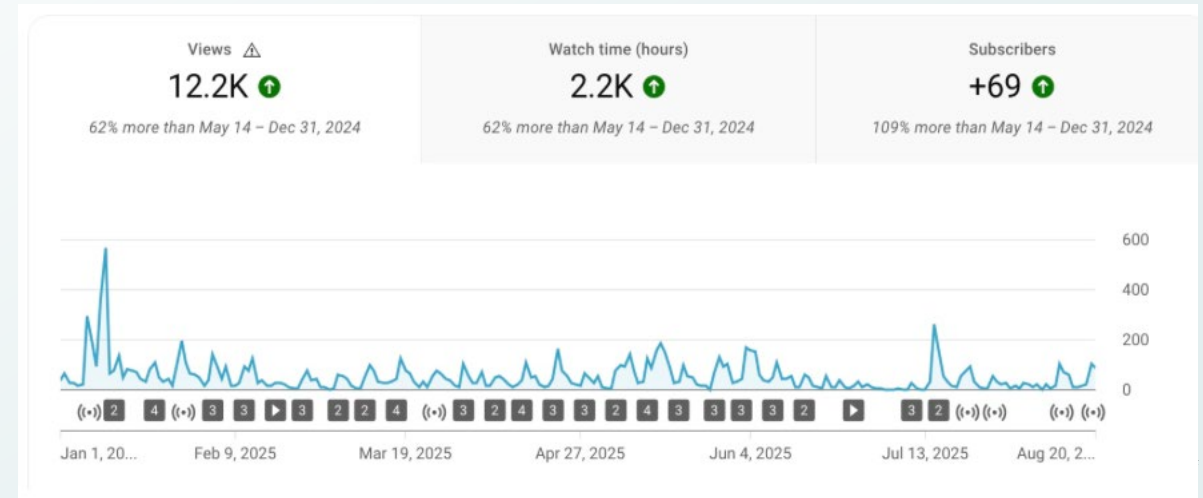 Views
12.2K
62% more than May 14 – Dec 31, 2024
Watch time (hours)
2.2K
62% more than May 14 – Dec 31, 2024
Subscribers
+69
109% more than May 14 – Dec 31, 2024
600
400
200
0
2 4 3 3 3 2 2 4 3 2 4 3 3 2 4 3 3 3 3 2 3 2
Jan 1, 20... Feb 9, 2025 Mar 19, 2025 Apr 27, 2025 Jun 4, 2025 Jul 13, 2025 Aug 20, 2...